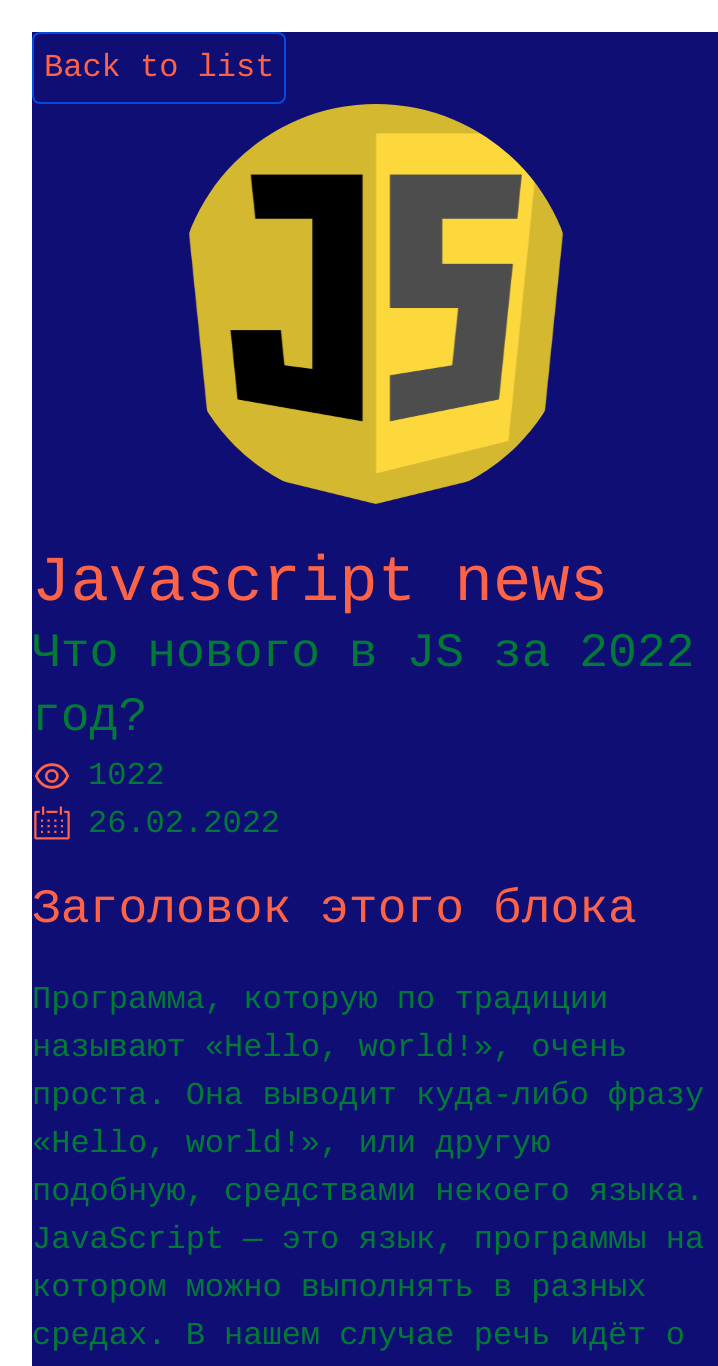 Back to list
JS
Javascript news
Что нового в JS за 2022
год?
1022
26.02.2022
Заголовок этого блока
Программа, которую по традиции
называют «Hello, world!», очень
проста. Она выводит куда-либо фразу
«Hello, world!», или другую
подобную, средствами некоего языка.
JavaScript — это язык, программы на
котором можно выполнять в разных
средах. В нашем случае речь идёт о